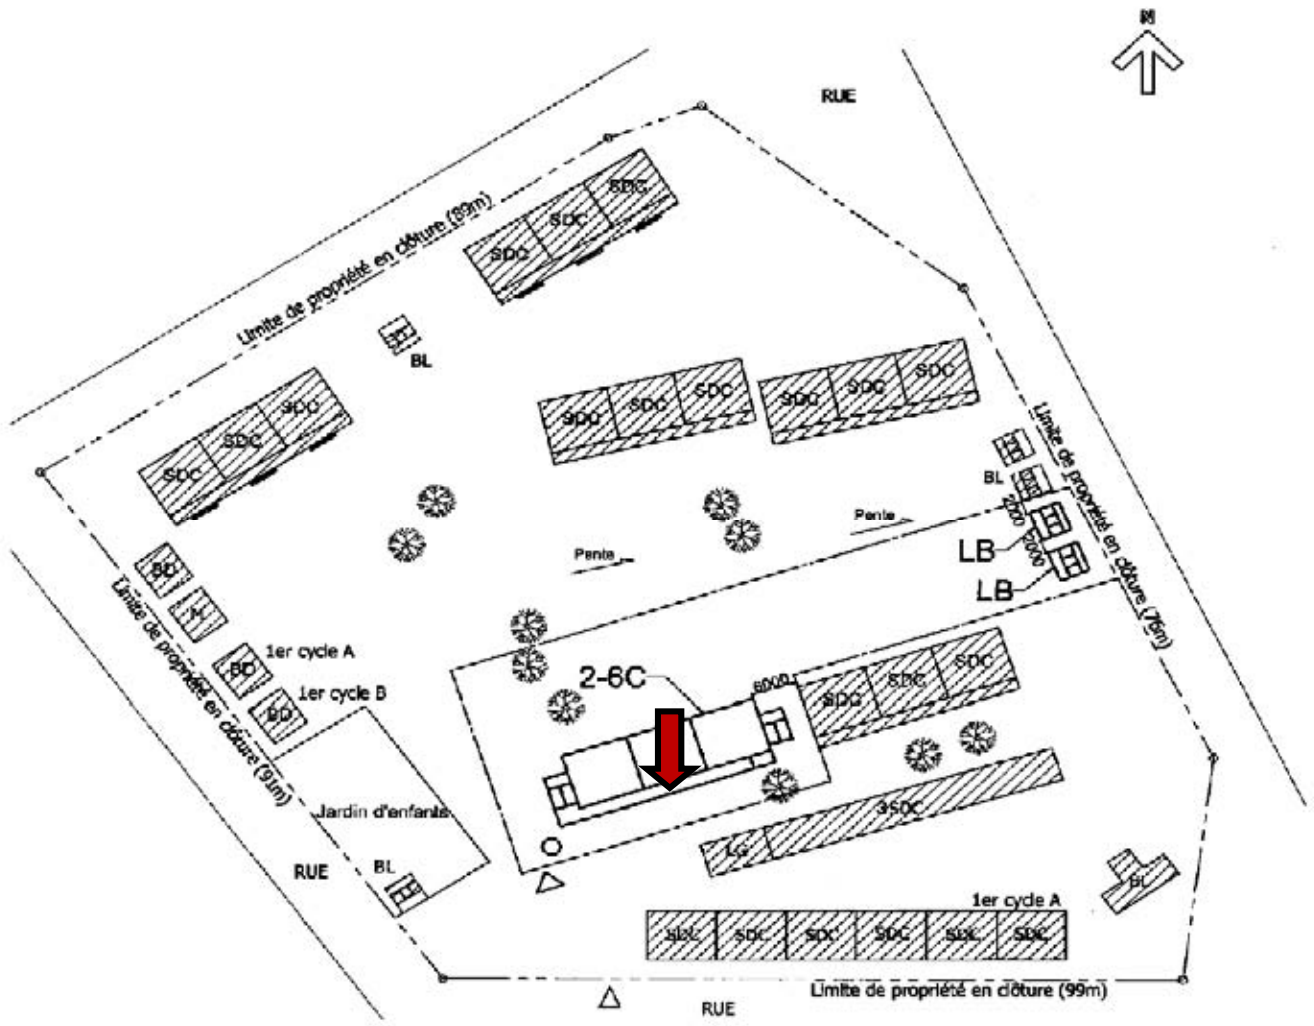 N
RUE
Limite de propriété en clôture (89m)
SDC
SDC
SDC
BL
SDC
SDC
SDC
SDC
SDC
SDC
SDC
SDC
SDC
Limite de propriété en clôture (76m)
BL
2000
2000
LB
LB
Pente
Pente
BD
A
BD
1er cycle A
BD
1er cycle B
Limite de propriété en clôture (91m)
2-6C
6000
SDC
SDC
SDC
Jardin d'enfants
3SDC
LG
RUE
BL
BL
1er cycle A
SDC
SDC
SDC
SDC
SDC
SDC
Limite de propriété en clôture (99m)
RUE